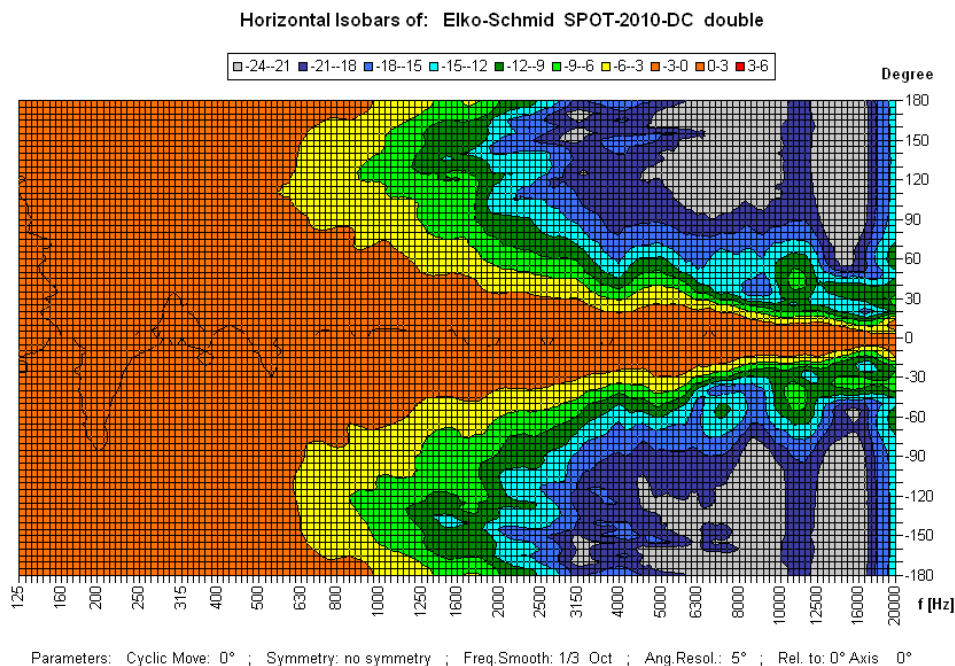 Horizontal Isobars of: Elko-Schmid SPOT-2010-DC double
-24--21 -21--18 -18--15 -15--12 -12--9 -9--6 -6--3 -3-0 0-3 3-6
Degree
180
150
120
90
60
30
0
-30
-60
-90
-120
-150
-180
125 160 200 250 315 400 500 630 800 1000 1250 1600 2000 2500 3150 4000 5000 6300 8000 10000 12500 16000 20000
f [Hz]
Parameters: Cyclic Move: 0° ; Symmetry: no symmetry ; Freq.Smooth: 1/3 Oct ; Ang.Resol.: 5° ; Rel. to: 0° Axis 0°